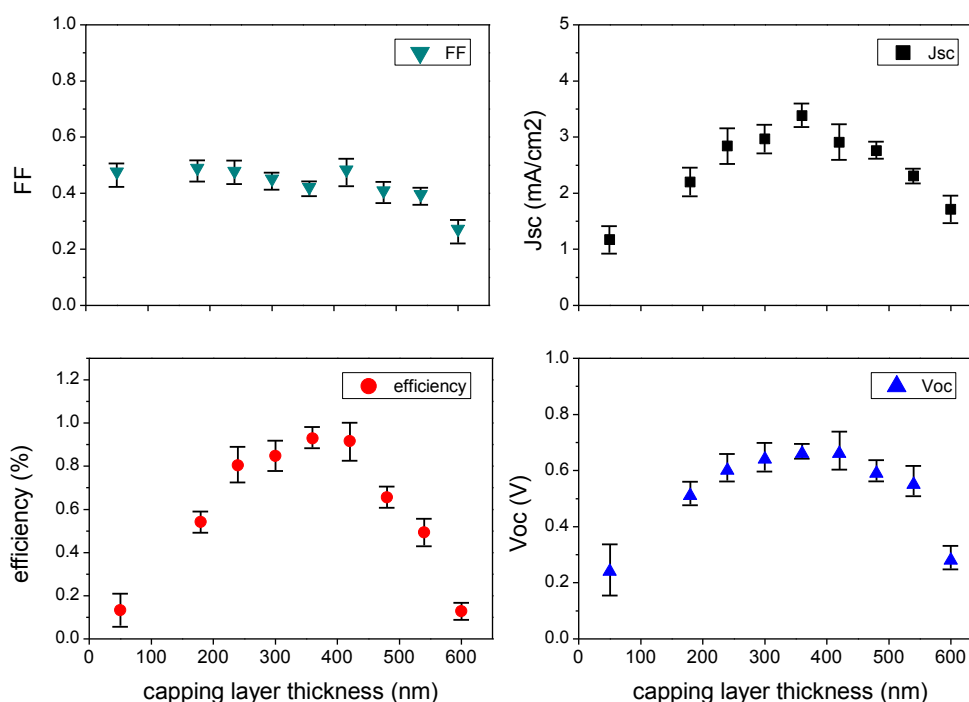 1.0
0.8
0.6
0.4
0.2
0.0
FF
FF
5
4
3
2
1
0
Jsc (mA/cm2)
Jsc
1.2
1.0
0.8
0.6
0.4
0.2
0.0
efficiency (%)
efficiency
0 100 200 300 400 500 600
capping layer thickness (nm)
1.0
0.8
0.6
0.4
0.2
0.0
Voc (V)
Voc
0 100 200 300 400 500 600
capping layer thickness (nm)